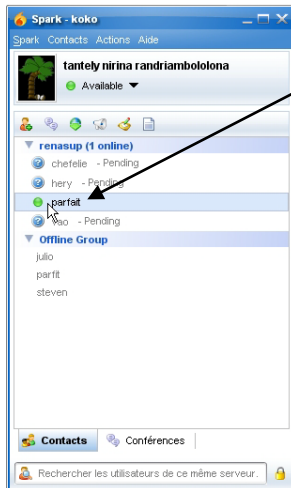 Spark - koko
Spark Contacts Actions Aide
tantely nirina randriambololona
Available
renasup (1 online)
chefelie - Pending
hery - Pending
parfait
vao - Pending
Offline Group
julio
parfit
steven
Contacts Conférences
Rechercher les utilisateurs de ce même serveur.